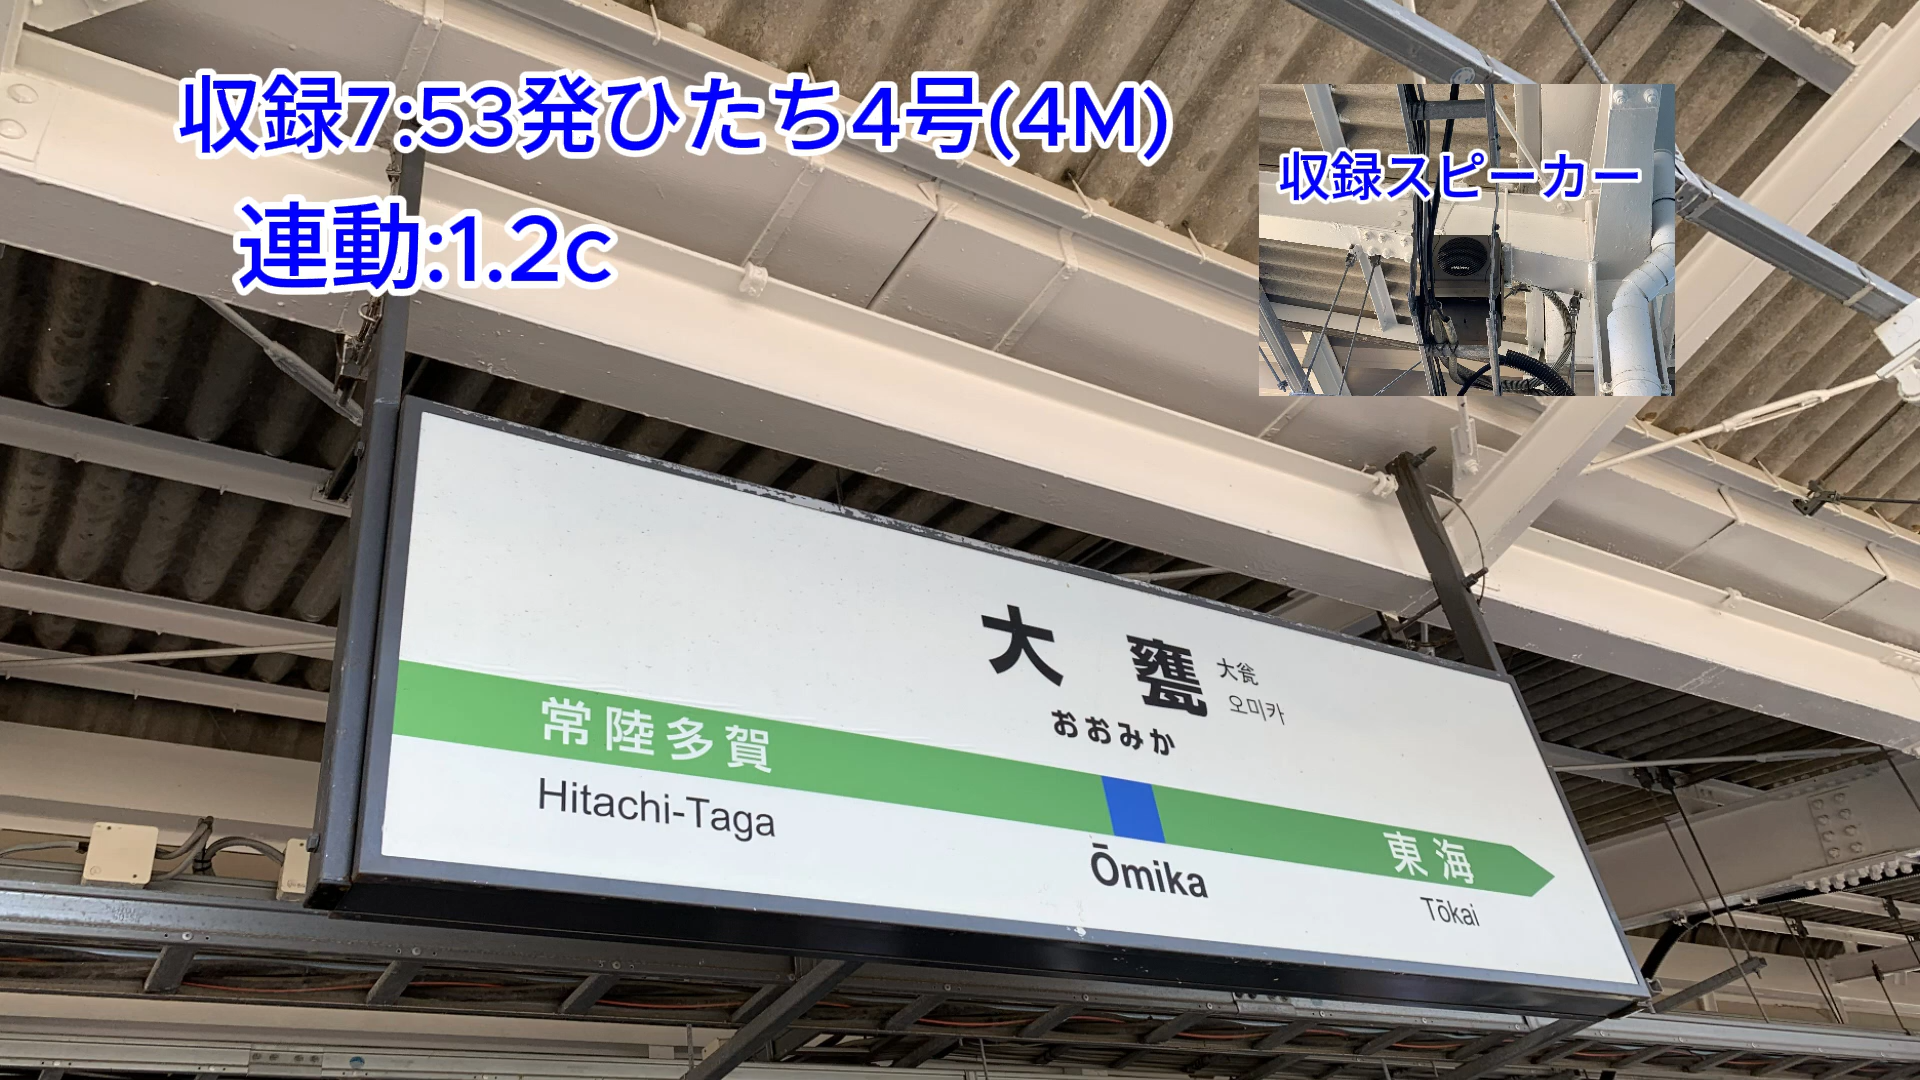 収録7:53発ひたち4号(4M)
連動:1.2c
収録スピーカー
大甕
大瓮
오미카
おおみか
常陸多賀
Hitachi-Taga
Ōmika
東海
Tōkai